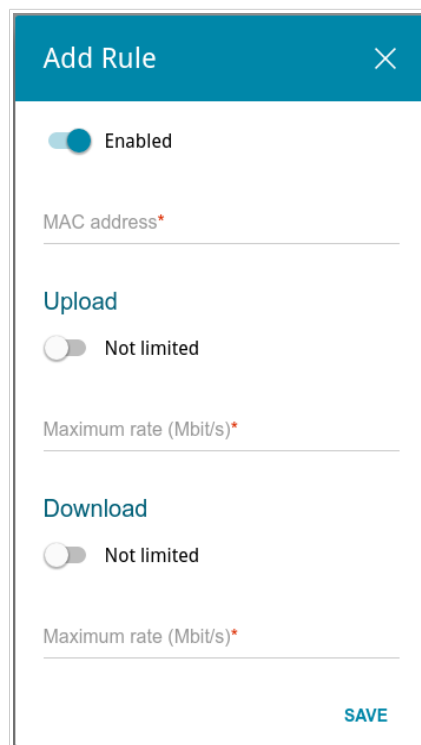 Add Rule
Enabled
MAC address*
Upload
Not limited
Maximum rate (Mbit/s)*
Download
Not limited
Maximum rate (Mbit/s)*
SAVE